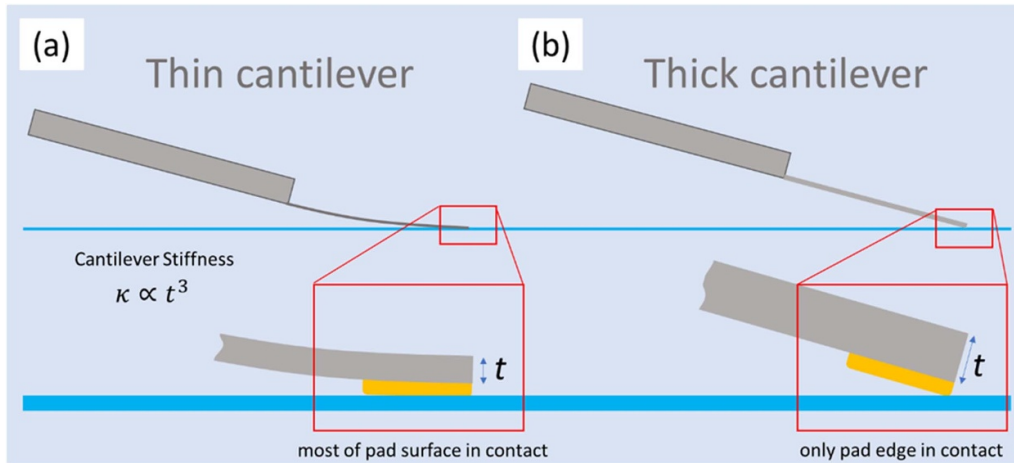 (a)
Thin cantilever
(b)
Thick cantilever
Cantilever Stiffness
κ ∝ t³
t
t
most of pad surface in contact
only pad edge in contact